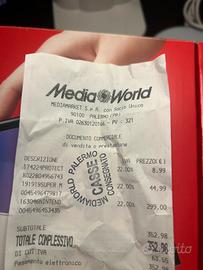 MediaWorld
MEDIAMARKET S.P.A. con Socio Unico
90100 PALERMO (PA)
P.IVA 02630120166 - PV : 321
DOCUMENTO COMMERCIALE
di vendita o prestazione
DESCRIZIONE IVA PREZZO( € )
22.00% 8.99
191919SUPER M 22.00% 44.99
22.00% 299.00
MEDIAWORLD PALERMO
CASSE
CONSEGNATO
SUBTOTALE 352.98
TOTALE COMPLESSIVO 352.98
DI CUI IVA 63.65
Pagamento elettronico
subito